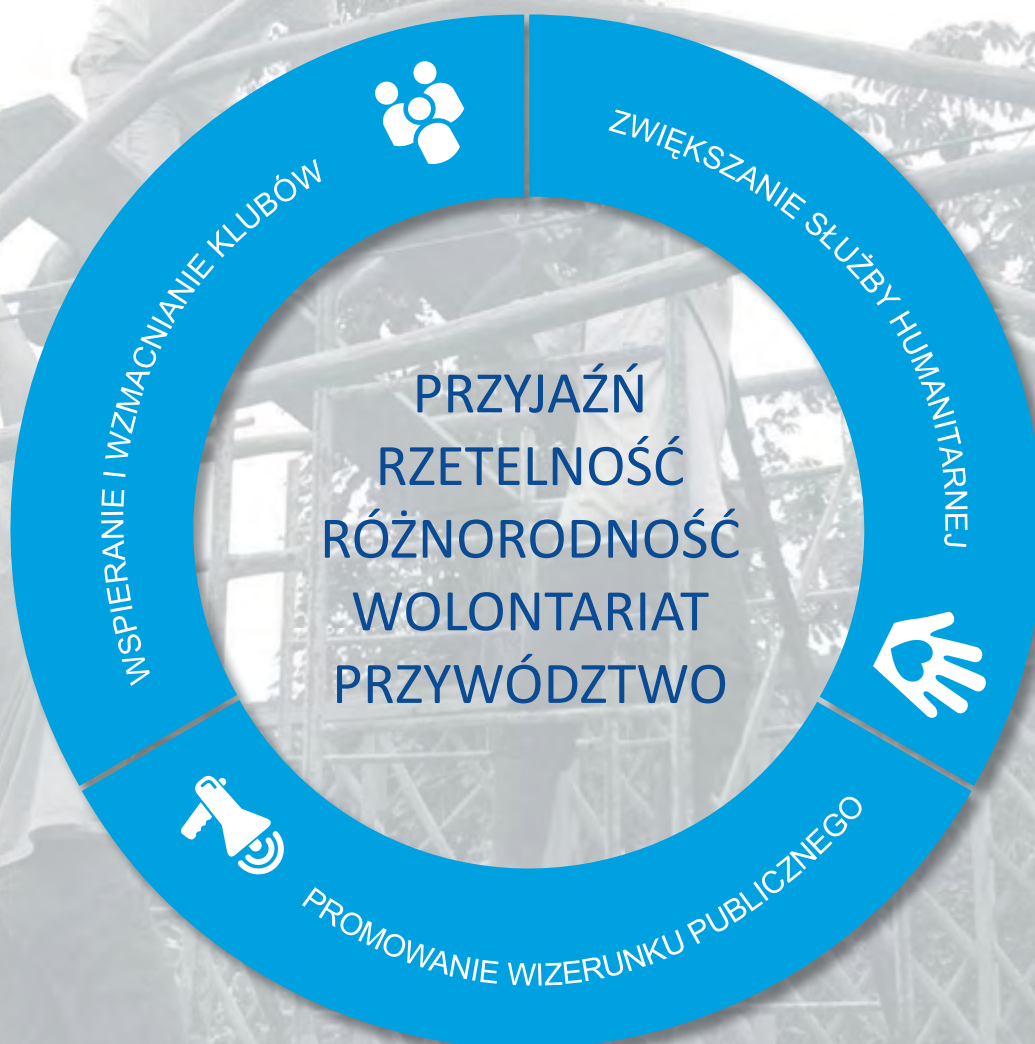 WSPIERANIE I WZMACNIANIE KLUBÓW
ZWIĘKSZANIE SŁUŻBY HUMANITARNEJ
PRZYJAŹŃ
RZETELNOŚĆ
RÓŻNORODNOŚĆ
WOLONTARIAT
PRZYWÓDZTWO
PROMOWANIE WIZERUNKU PUBLICZNEGO